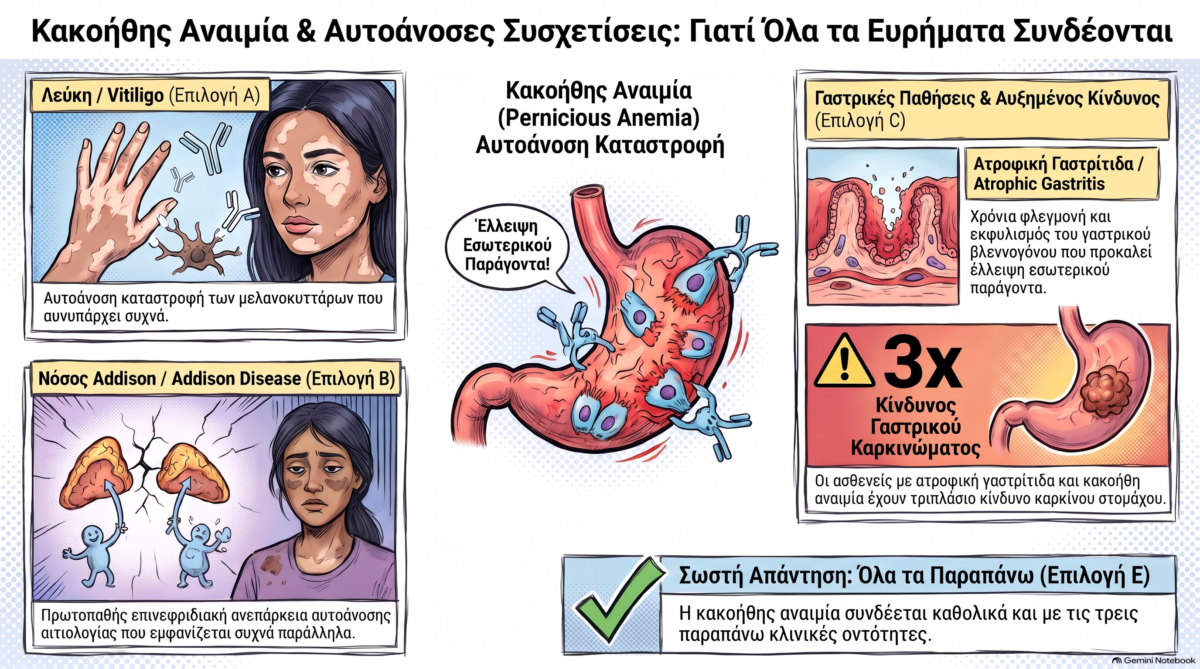 Κακοήθης Αναιμία & Αυτοάνοσες Συσχετίσεις: Γιατί Όλα τα Ευρήματα Συνδέονται
Λεύκη / Vitiligo (Επιλογή A)
Αυτοάνοση καταστροφή των μελανοκυττάρων που
αυνυπάρχει συχνά.
Νόσος Addison / Addison Disease (Επιλογή B)
Πρωτοπαθής επινεφριδιακή ανεπάρκεια αυτοάνοσης
αιτιολογίας που εμφανίζεται συχνά παράλληλα.
Κακοήθης Αναιμία
(Pernicious Anemia)
Αυτοάνοση Καταστροφή
Έλλειψη
Εσωτερικού
Παράγοντα!
Γαστρικές Παθήσεις & Αυξημένος Κίνδυνος
(Επιλογή C)
Ατροφική Γαστρίτιδα /
Atrophic Gastritis
Χρόνια φλεγμονή και
εκφυλισμός του γαστρικού
βλεννογόνου που προκαλεί
έλλειψη εσωτερικού
παράγοντα.
3x
Κίνδυνος
Γαστρικού
Καρκινώματος
Οι ασθενείς με ατροφική γαστρίτιδα και κακοήθη
αναιμία έχουν τριπλάσιο κίνδυνο καρκίνου στομάχου.
Σωστή Απάντηση: Όλα τα Παραπάνω (Επιλογή E)
Η κακοήθης αναιμία συνδέεται καθολικά και με τις τρεις
παραπάνω κλινικές οντότητες.
Gemini Notebook